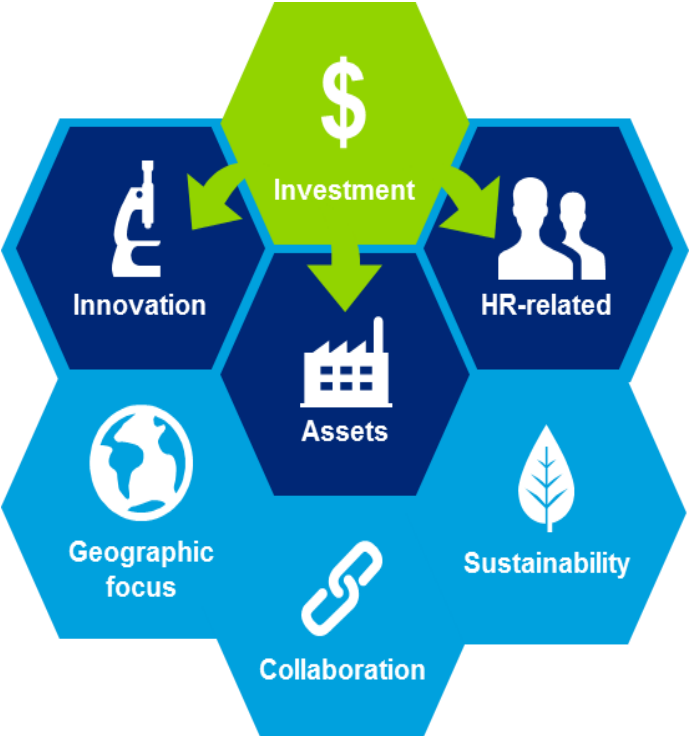 $
Investment
Innovation
HR-related
Assets
Geographic
focus
Sustainability
Collaboration